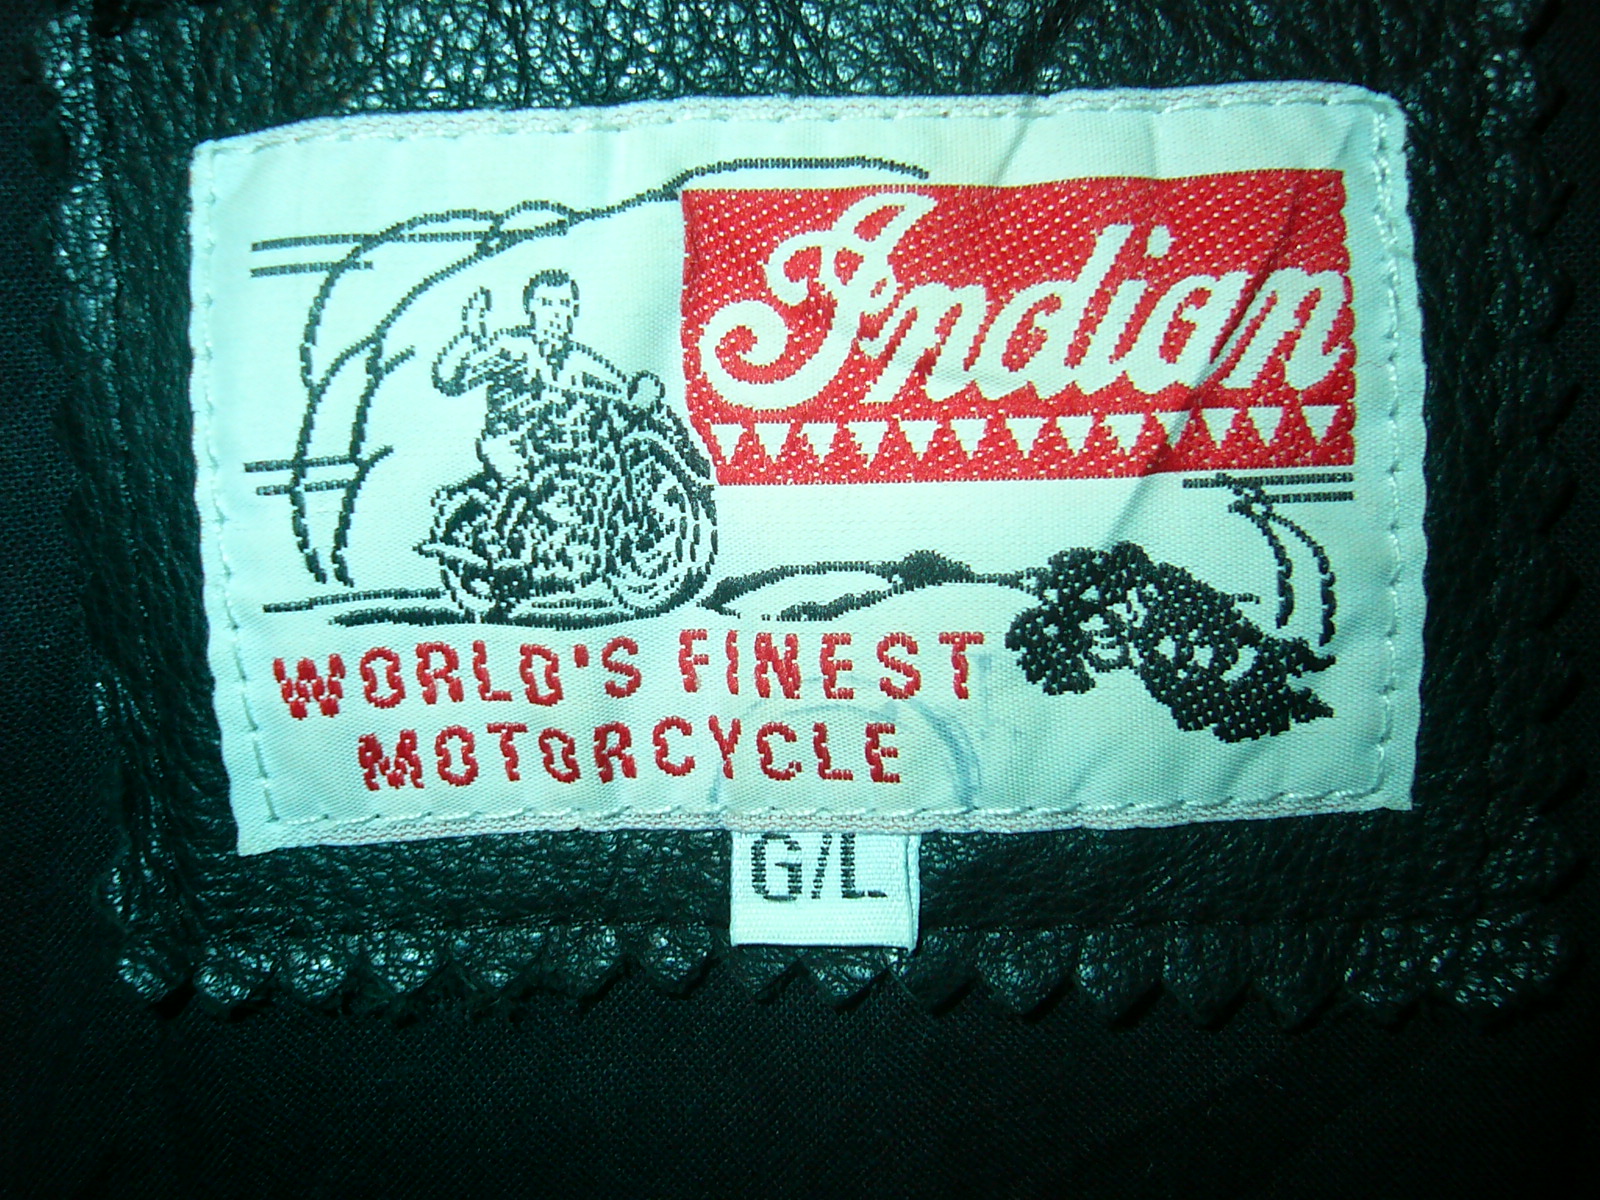 Indian
WORLD'S FINEST
MOTORCYCLE
G/L